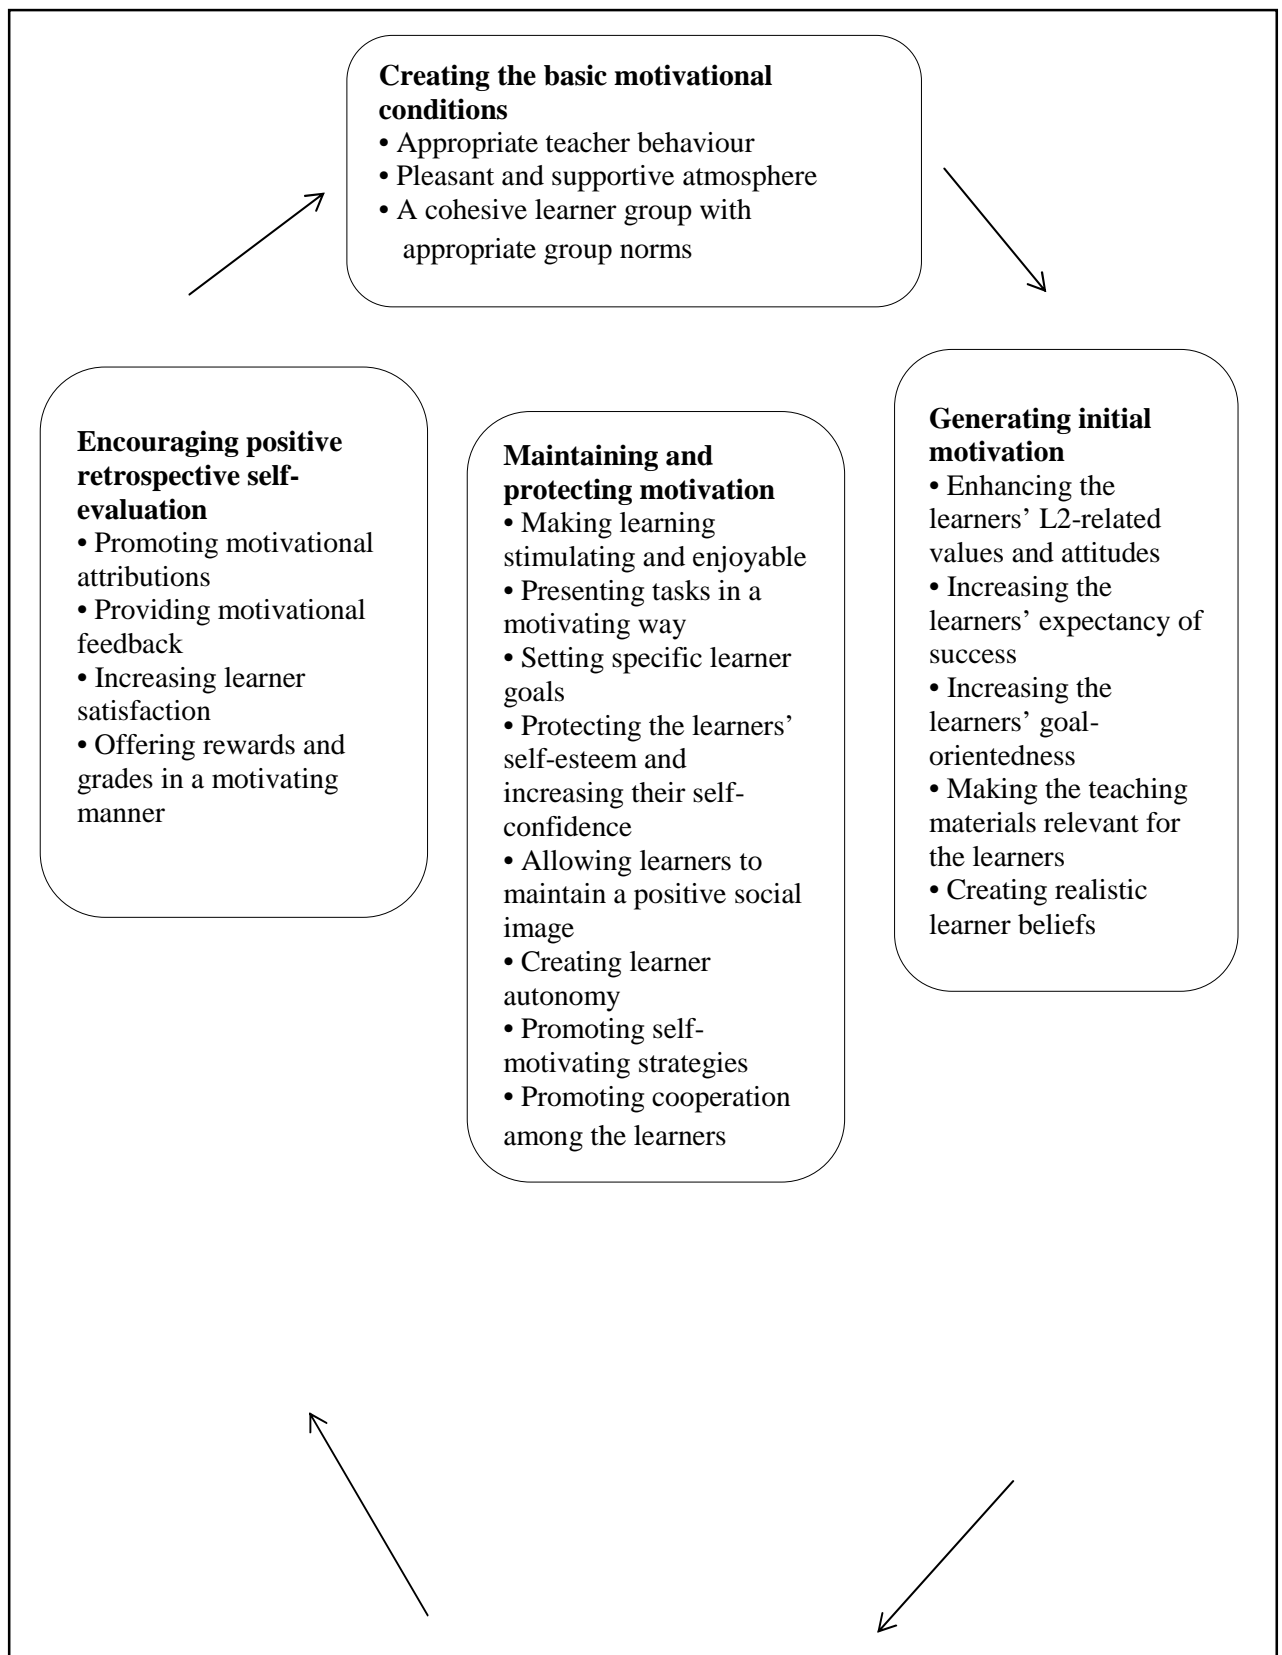 Creating the basic motivational
conditions
• Appropriate teacher behaviour
• Pleasant and supportive atmosphere
• A cohesive learner group with
appropriate group norms
Encouraging positive
retrospective self-
evaluation
• Promoting motivational
attributions
• Providing motivational
feedback
• Increasing learner
satisfaction
• Offering rewards and
grades in a motivating
manner
Maintaining and
protecting motivation
• Making learning
stimulating and enjoyable
• Presenting tasks in a
motivating way
• Setting specific learner
goals
• Protecting the learners’
self-esteem and
increasing their self-
confidence
• Allowing learners to
maintain a positive social
image
• Creating learner
autonomy
• Promoting self-
motivating strategies
• Promoting cooperation
among the learners
Generating initial
motivation
• Enhancing the
learners’ L2-related
values and attitudes
• Increasing the
learners’ expectancy of
success
• Increasing the
learners’ goal-
orientedness
• Making the teaching
materials relevant for
the learners
• Creating realistic
learner beliefs